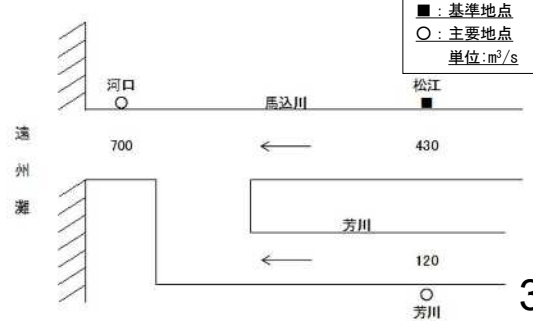 ■：基準地点
○：主要地点
単位:m³/s
河口
松江
○
馬込川
■
遠州灘
700
←
430
芳川
←
120
○
芳川
3